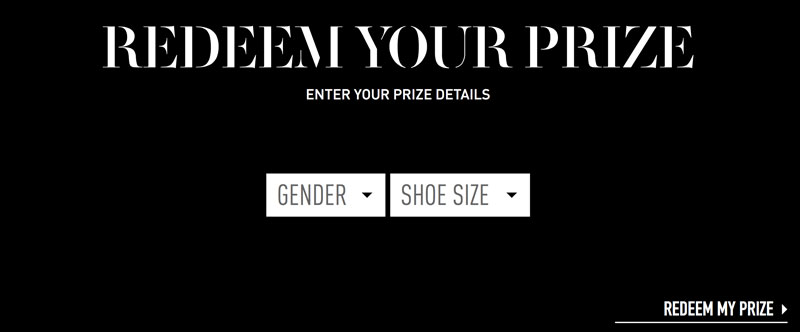 REDEEM YOUR PRIZE
ENTER YOUR PRIZE DETAILS
GENDER SHOE SIZE
REDEEM MY PRIZE